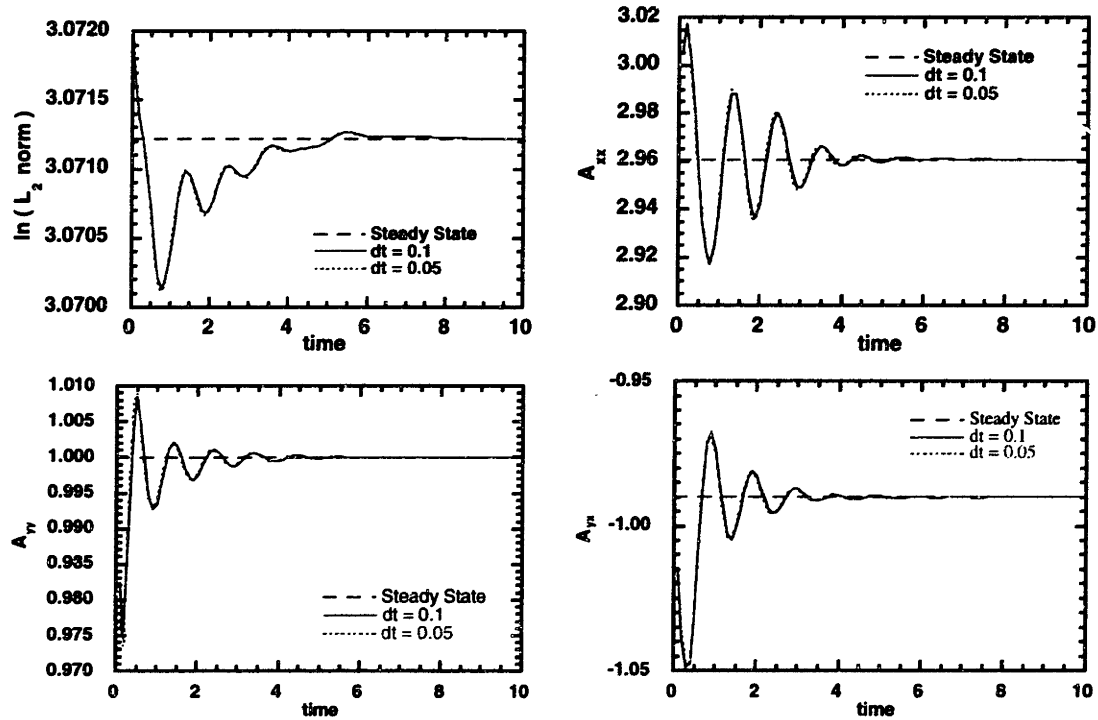 3.0720
3.0715
3.0710
3.0705
3.0700
ln ( L2 norm )
Steady State
dt = 0.1
dt = 0.05
0 2 4 6 8 10
time
3.02
3.00
2.98
2.96
2.94
2.92
2.90
Axx
Steady State
dt = 0.1
dt = 0.05
0 2 4 6 8 10
time
1.010
1.005
1.000
0.995
0.990
0.935
0.980
0.975
0.970
Ayy
Steady State
dt = 0.1
dt = 0.05
0 2 4 6 8 10
time
-0.95
-1.00
-1.05
Ayx
Steady State
dt = 0.1
dt = 0.05
0 2 4 6 8 10
time